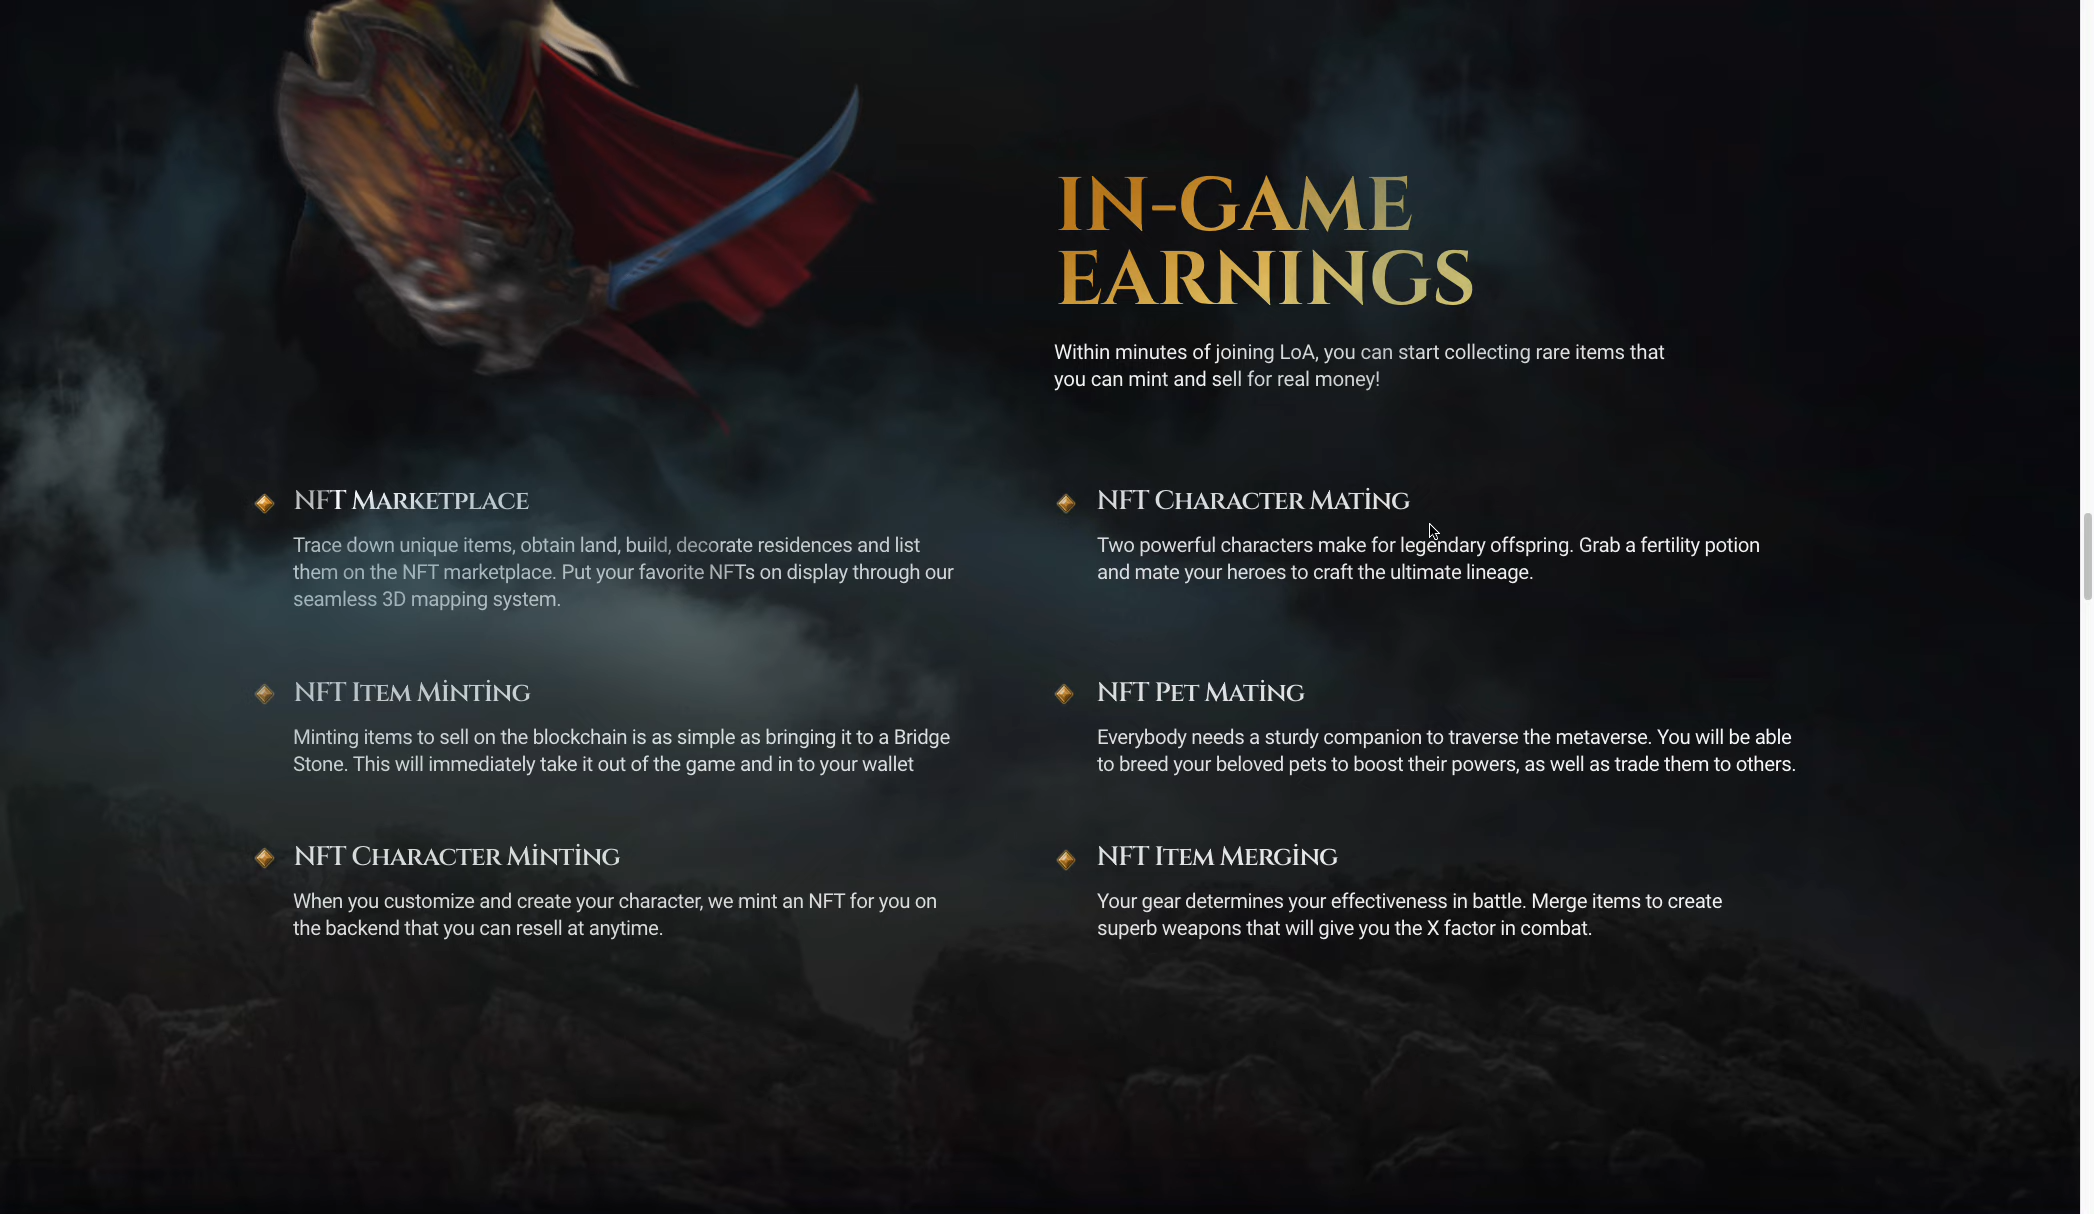 IN-GAME
EARNINGS
Within minutes of joining LoA, you can start collecting rare items that
you can mint and sell for real money!
NFT Marketplace
Trace down unique items, obtain land, build, decorate residences and list
them on the NFT marketplace. Put your favorite NFTs on display through our
seamless 3D mapping system.
NFT Character Mating
Two powerful characters make for legendary offspring. Grab a fertility potion
and mate your heroes to craft the ultimate lineage.
NFT Item Minting
Minting items to sell on the blockchain is as simple as bringing it to a Bridge
Stone. This will immediately take it out of the game and in to your wallet
NFT Pet Mating
Everybody needs a sturdy companion to traverse the metaverse. You will be able
to breed your beloved pets to boost their powers, as well as trade them to others.
NFT Character Minting
When you customize and create your character, we mint an NFT for you on
the backend that you can resell at anytime.
NFT Item Merging
Your gear determines your effectiveness in battle. Merge items to create
superb weapons that will give you the X factor in combat.